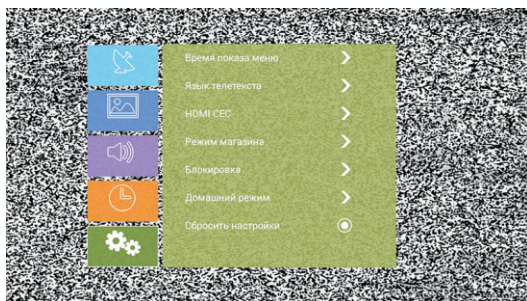 Время показа меню
Язык телетекста
HDMI CEC
Режим магазина
Блокировка
Домашний режим
Сбросить настройки